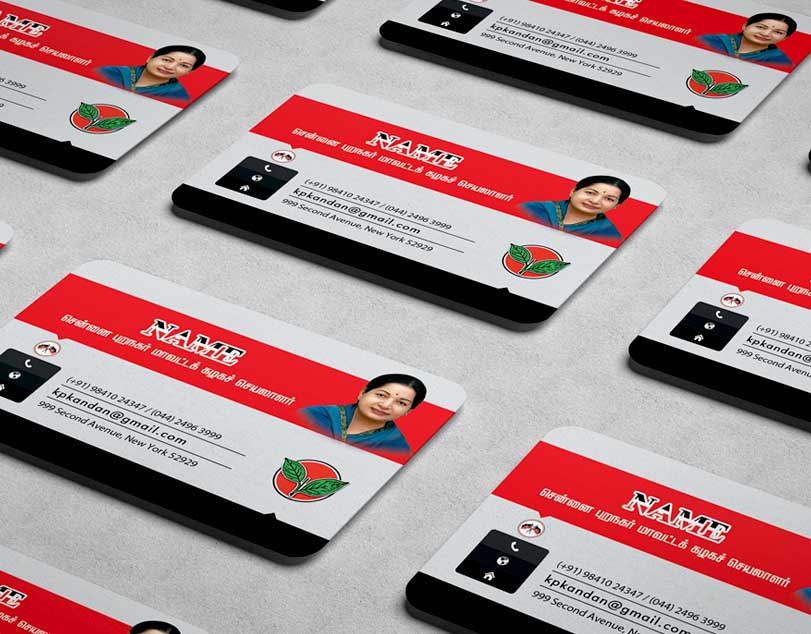 NAME
(+91) 98410 24347 / (044) 2496 3999
kpkandan@gmail.com
999 Second Avenue, New York 52929
NAME
சென்னை புறநகர் மாவட்டக் கழகச் செயலாளர்
(+91) 98410 24347 / (044) 2496 3999
kpkandan@gmail.com
999 Second Avenue, New York 52929
NAME
சென்னை புறநகர் மாவட்டக் கழகச் செயலாளர்
(+91) 98410 24347 / (044) 2496 3999
kpkandan@gmail.com
999 Second Avenue, New York 52929
சென்னை
(+91) 98410
kpkandan@
999 Second Aven
NAME
சென்னை புறநகர் மாவட்டக் கழகச் செயலாளர்
(+91) 98410 24347 / (044) 2496 3999
kpkandan@gmail.com
999 Second Avenue, New York 52929